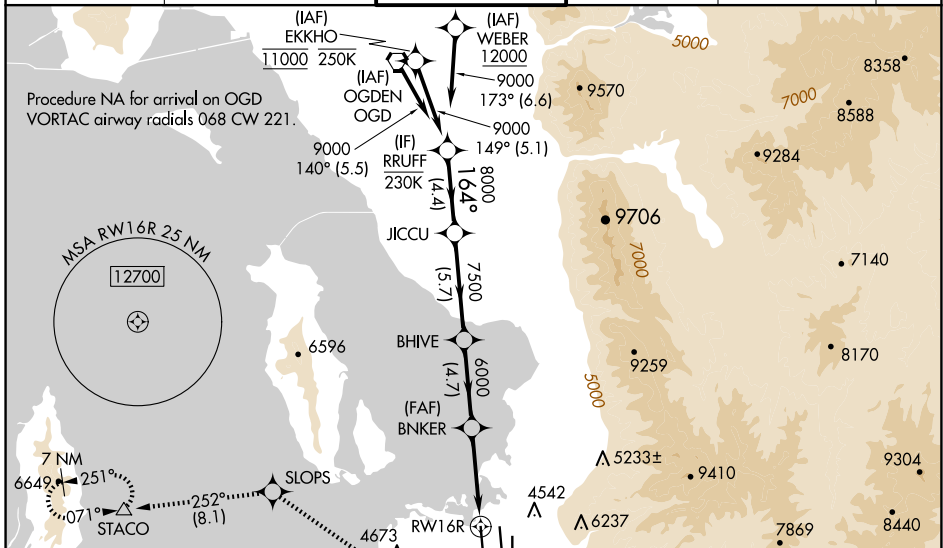 (IAF)
EKKHO
11000 250K
(IAF)
WEBER
12000
9000
173° (6.6)
(IAF)
OGDEN
OGD
9000
149° (5.1)
9000
140° (5.5)
(IF)
RRUFF
230K
Procedure NA for arrival on OGD
VORTAC airway radials 068 CW 221.
8000
164°
(4.4)
JICCU
7500
(5.7)
BHIVE
6000
(4.7)
(FAF)
BNKER
RW16R
MSA RW16R 25 NM
12700
6596
7 NM
6649
251°
071°
STACO
252°
(8.1)
SLOPS
4673
4542
5233±
6237
5000
9570
7000
8358
8588
9284
9706
7000
7140
8170
9259
5000
9410
9304
8440
7869